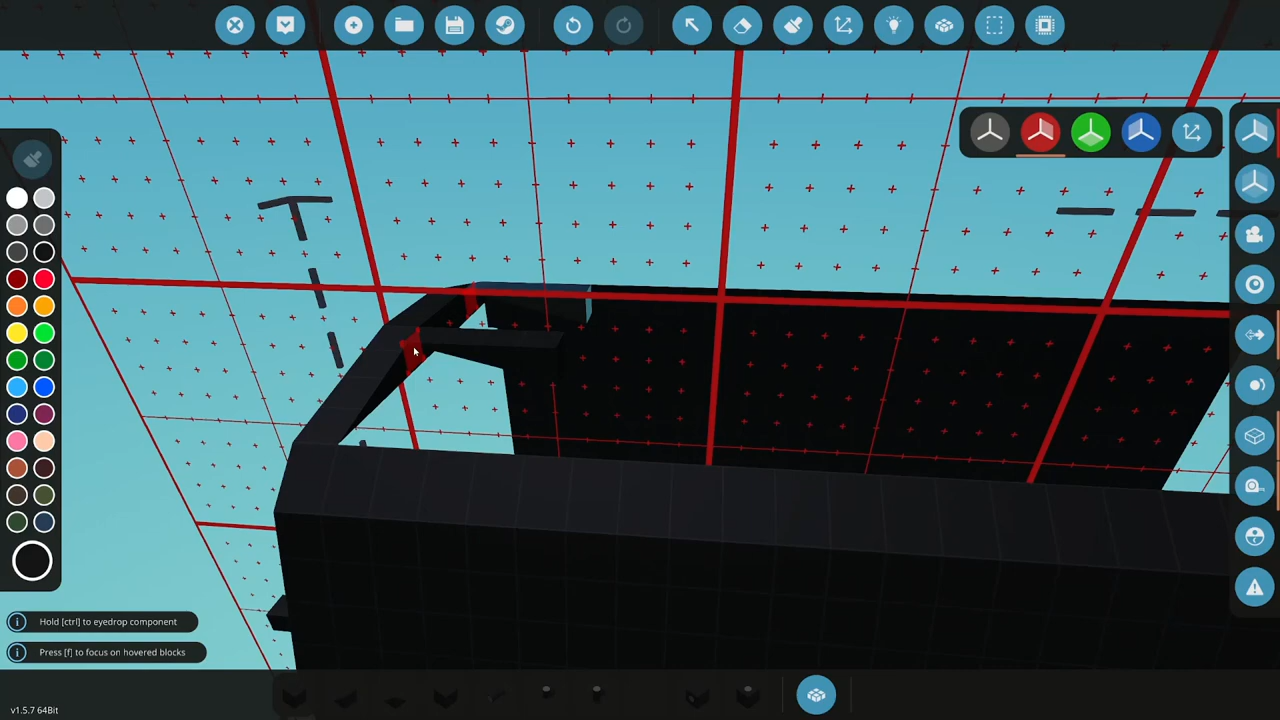 Hold [ctrl] to eyedrop component
Press [f] to focus on hovered blocks
v1.5.7 64Bit